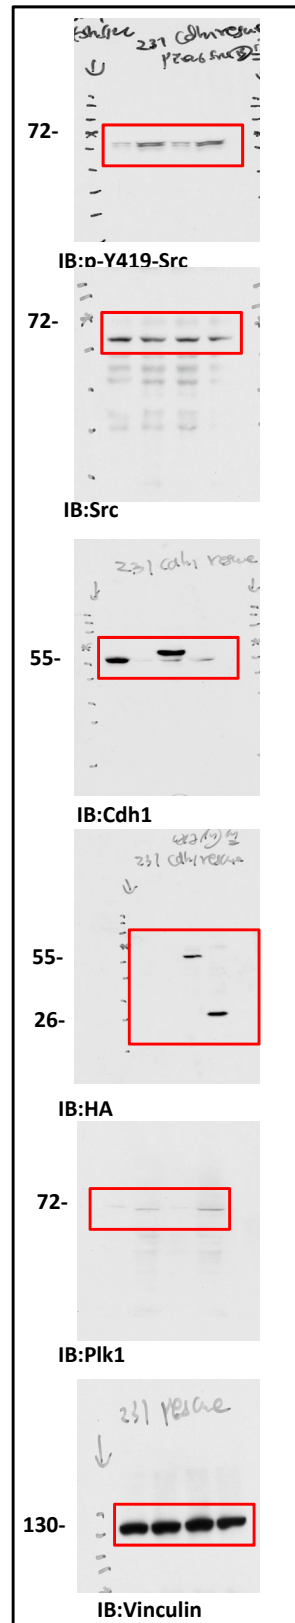 231 Cdh1 rescue
72-
IB:p-Y419-Src
72-
IB:Src
231 Cdh1 rescue
55-
IB:Cdh1
231 Cdh1 rescue
55-
26-
IB:HA
72-
IB:Plk1
231 rescue
130-
IB:Vinculin